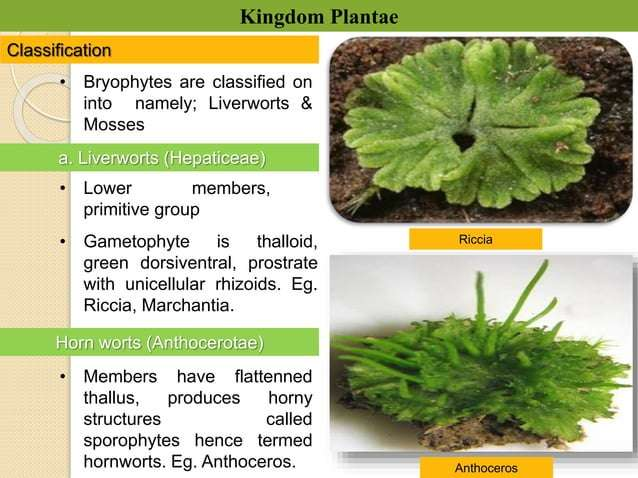 Kingdom Plantae
Classification
• Bryophytes are classified on
into namely; Liverworts &
Mosses
a. Liverworts (Hepaticeae)
• Lower members,
primitive group
• Gametophyte is thalloid,
green dorsiventral, prostrate
with unicellular rhizoids. Eg.
Riccia, Marchantia.
Horn worts (Anthocerotae)
• Members have flattened
thallus, produces horny
structures called
sporophytes hence termed
hornworts. Eg. Anthoceros.
Riccia
Anthoceros